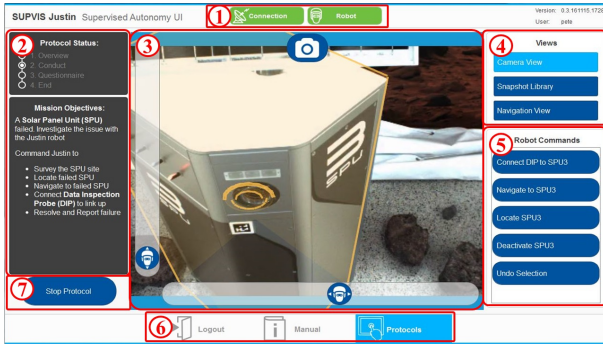 SUPVIS Justin Supervised Autonomy UI
1
Connection
Robot
Version: 0.3.161115.1728
User: pete
2
Protocol Status:
1. Overview
2. Conduct
3. Questionnaire
4. End
Mission Objectives:
A Solar Panel Unit (SPU)
failed. Investigate the issue with
the Justin robot
Command Justin to
• Survey the SPU site
• Locate failed SPU
• Navigate to failed SPU
• Connect Data Inspection
Probe (DIP) to link up
• Resolve and Report failure
7
Stop Protocol
3
SPU
SPU
4
Views
Camera View
Snapshot Library
Navigation View
5
Robot Commands
Connect DIP to SPU3
Navigate to SPU3
Locate SPU3
Deactivate SPU3
Undo Selection
6
Logout
Manual
Protocols